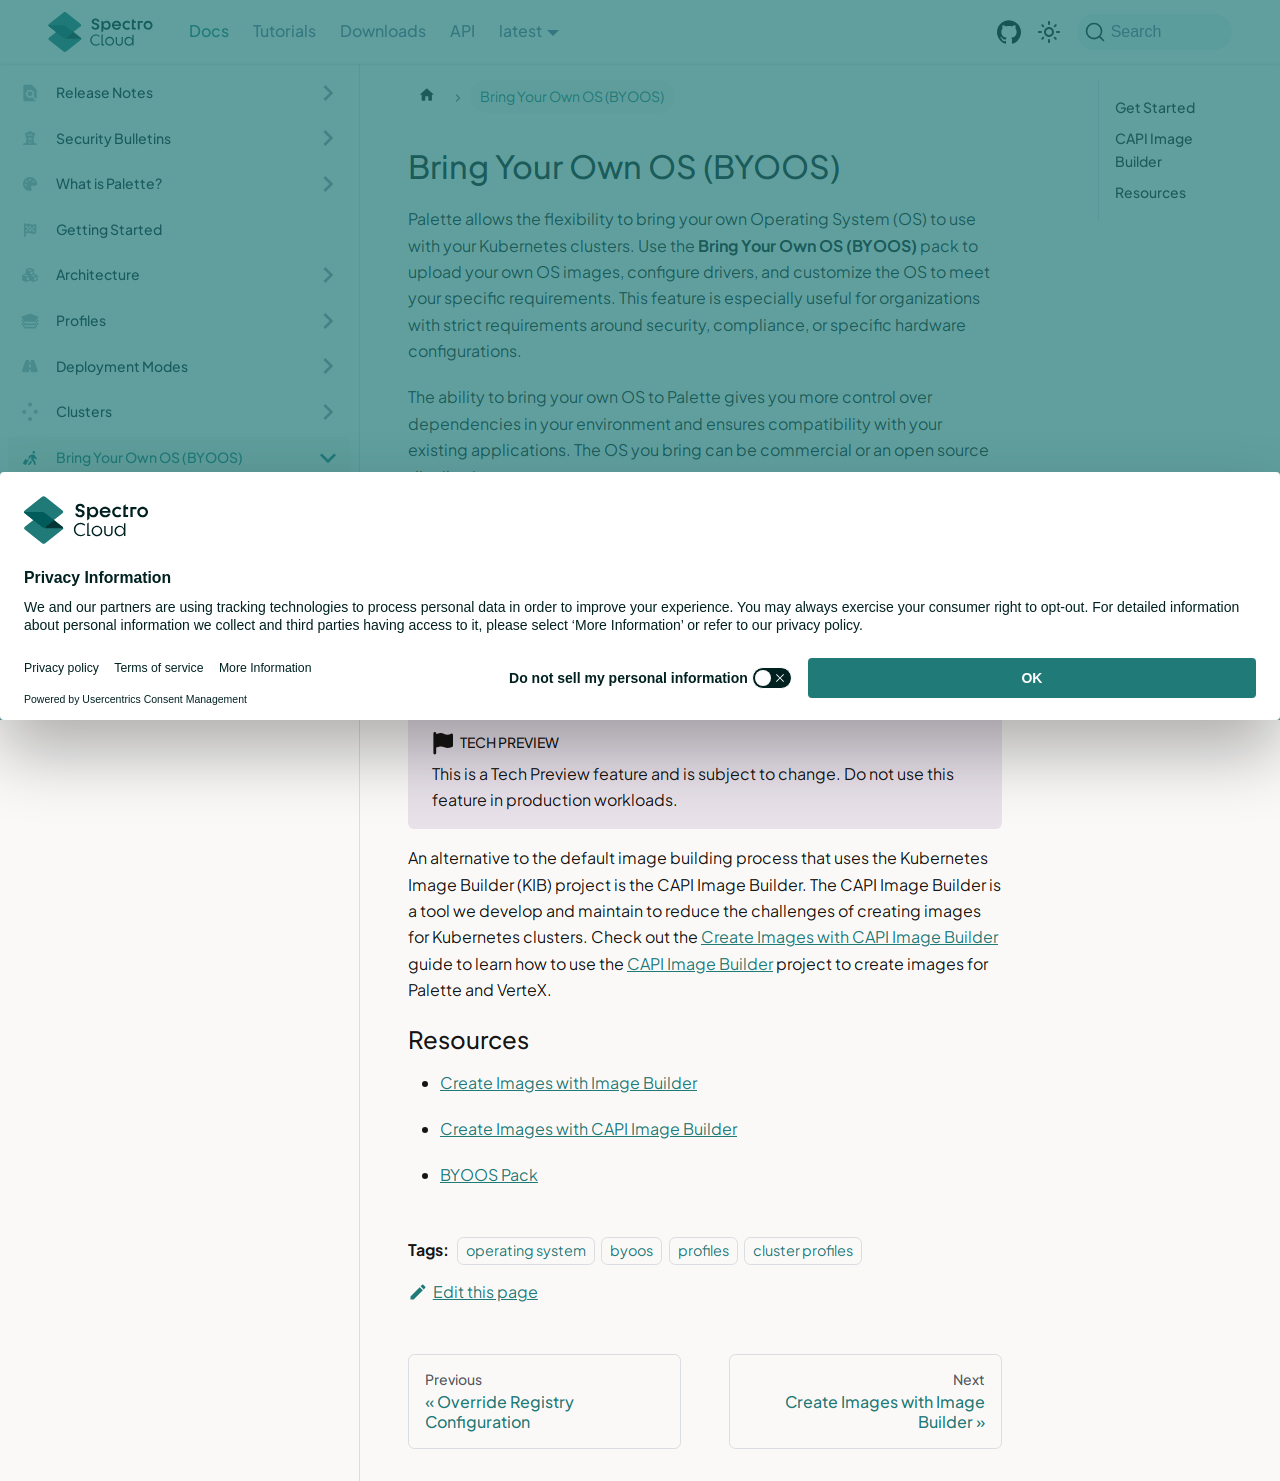 Spectro Cloud
Docs
Tutorials
Downloads
API
latest
Search
Release Notes
Security Bulletins
What is Palette?
Getting Started
Architecture
Profiles
Deployment Modes
Clusters
Bring Your Own OS (BYOOS)
Bring Your Own OS (BYOOS)
Get Started
CAPI Image
Builder
Resources
Bring Your Own OS (BYOOS)
Palette allows the flexibility to bring your own Operating System (OS) to use
with your Kubernetes clusters. Use the Bring Your Own OS (BYOOS) pack to
upload your own OS images, configure drivers, and customize the OS to meet
your specific requirements. This feature is especially useful for organizations
with strict requirements around security, compliance, or specific hardware
configurations.
The ability to bring your own OS to Palette gives you more control over
dependencies in your environment and ensures compatibility with your
existing applications. The OS you bring can be commercial or an open source
Spectro
Cloud
Privacy Information
We and our partners are using tracking technologies to process personal data in order to improve your experience. You may always exercise your consumer right to opt-out. For detailed information
about personal information we collect and third parties having access to it, please select ‘More Information’ or refer to our privacy policy.
Privacy policy
Terms of service
More Information
Do not sell my personal information
OK
Powered by Usercentrics Consent Management
TECH PREVIEW
This is a Tech Preview feature and is subject to change. Do not use this
feature in production workloads.
An alternative to the default image building process that uses the Kubernetes
Image Builder (KIB) project is the CAPI Image Builder. The CAPI Image Builder is
a tool we develop and maintain to reduce the challenges of creating images
for Kubernetes clusters. Check out the Create Images with CAPI Image Builder
guide to learn how to use the CAPI Image Builder project to create images for
Palette and VerteX.
Resources
Create Images with Image Builder
Create Images with CAPI Image Builder
BYOOS Pack
Tags: operating system byoos profiles cluster profiles
Edit this page
Previous
« Override Registry
Configuration
Next
Create Images with Image
Builder »